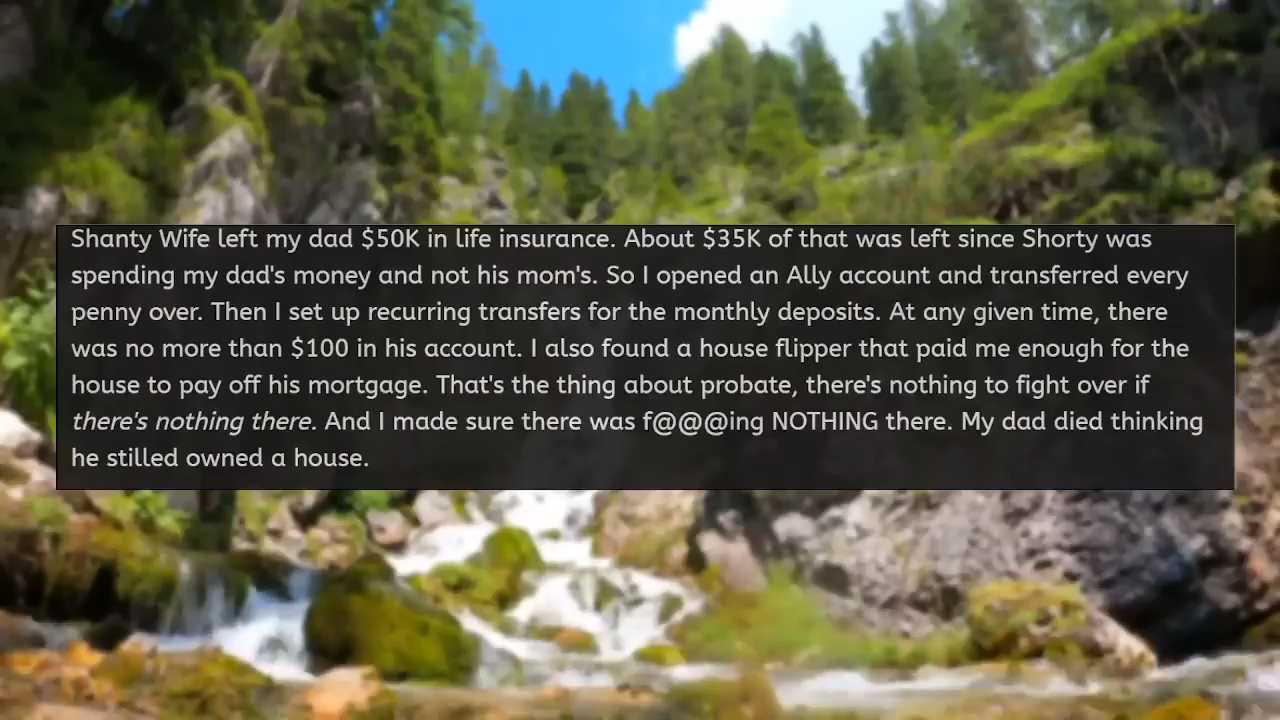 Shanty Wife left my dad $50K in life insurance. About $35K of that was left since Shorty was
spending my dad's money and not his mom's. So I opened an Ally account and transferred every
penny over. Then I set up recurring transfers for the monthly deposits. At any given time, there
was no more than $100 in his account. I also found a house flipper that paid me enough for the
house to pay off his mortgage. That's the thing about probate, there's nothing to fight over if
there's nothing there. And I made sure there was f@@@ing NOTHING there. My dad died thinking
he stilled owned a house.